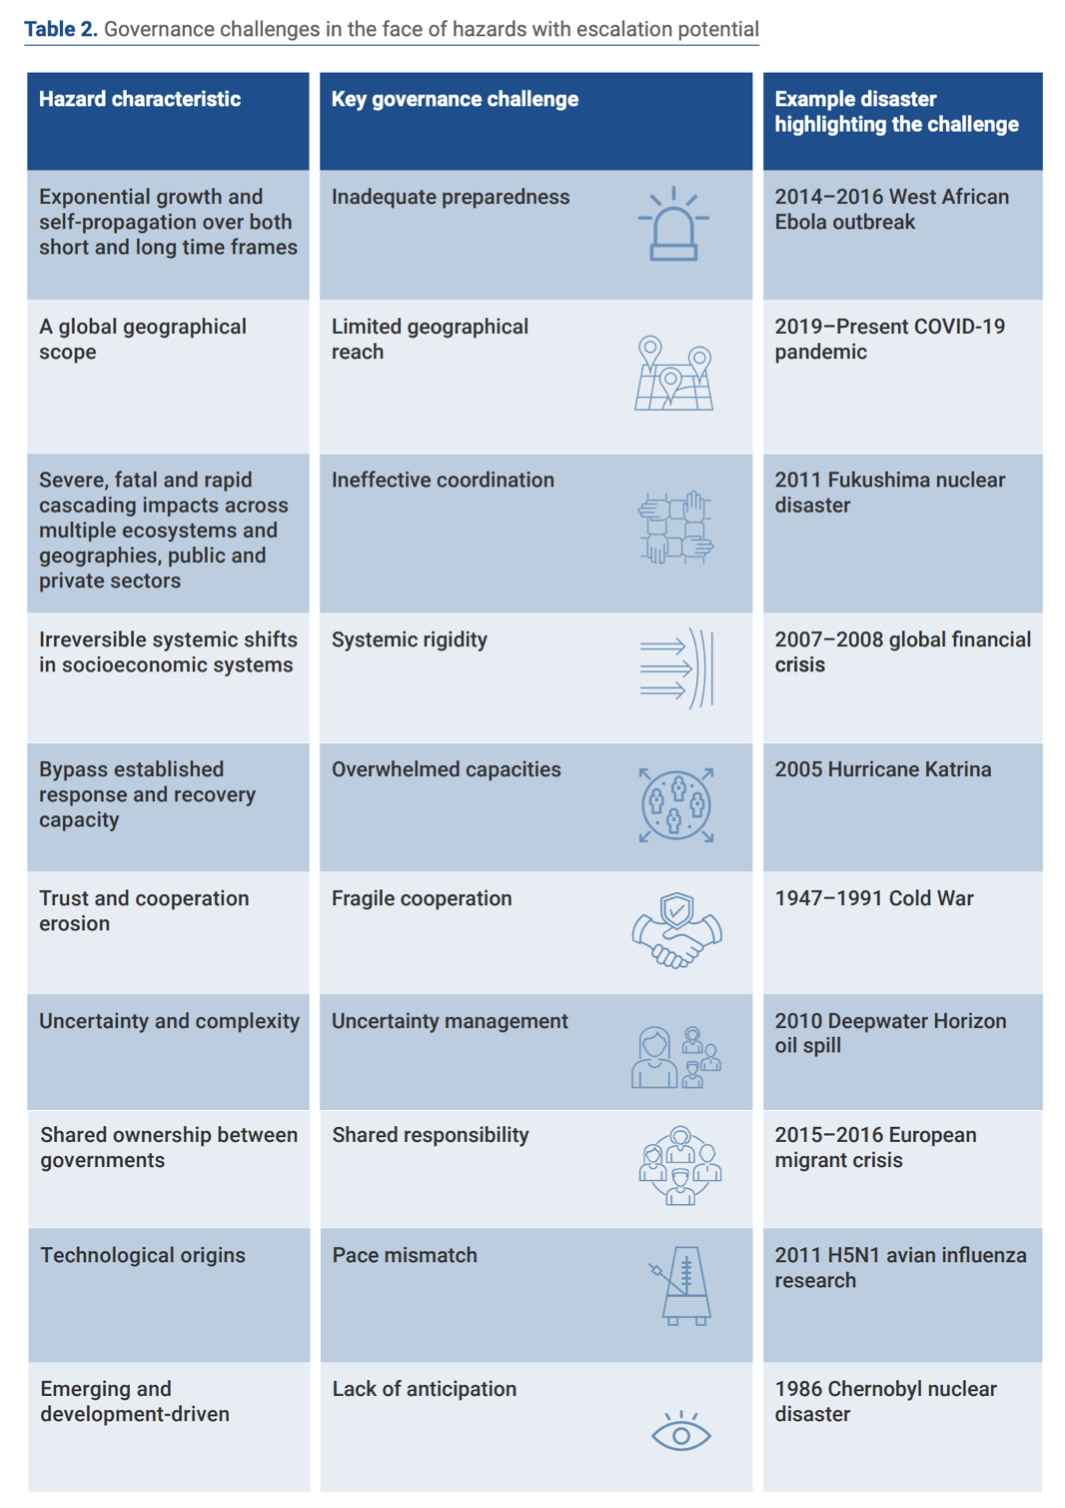 Table 2. Governance challenges in the face of hazards with escalation potential
Hazard characteristic
Key governance challenge
Example disaster
highlighting the challenge
Exponential growth and
self-propagation over both
short and long time frames
Inadequate preparedness
2014–2016 West African
Ebola outbreak
A global geographical
scope
Limited geographical
reach
2019–Present COVID-19
pandemic
Severe, fatal and rapid
cascading impacts across
multiple ecosystems and
geographies, public and
private sectors
Ineffective coordination
2011 Fukushima nuclear
disaster
Irreversible systemic shifts
in socioeconomic systems
Systemic rigidity
2007–2008 global financial
crisis
Bypass established
response and recovery
capacity
Overwhelmed capacities
2005 Hurricane Katrina
Trust and cooperation
erosion
Fragile cooperation
1947–1991 Cold War
Uncertainty and complexity
Uncertainty management
2010 Deepwater Horizon
oil spill
Shared ownership between
governments
Shared responsibility
2015–2016 European
migrant crisis
Technological origins
Pace mismatch
2011 H5N1 avian influenza
research
Emerging and
development-driven
Lack of anticipation
1986 Chernobyl nuclear
disaster